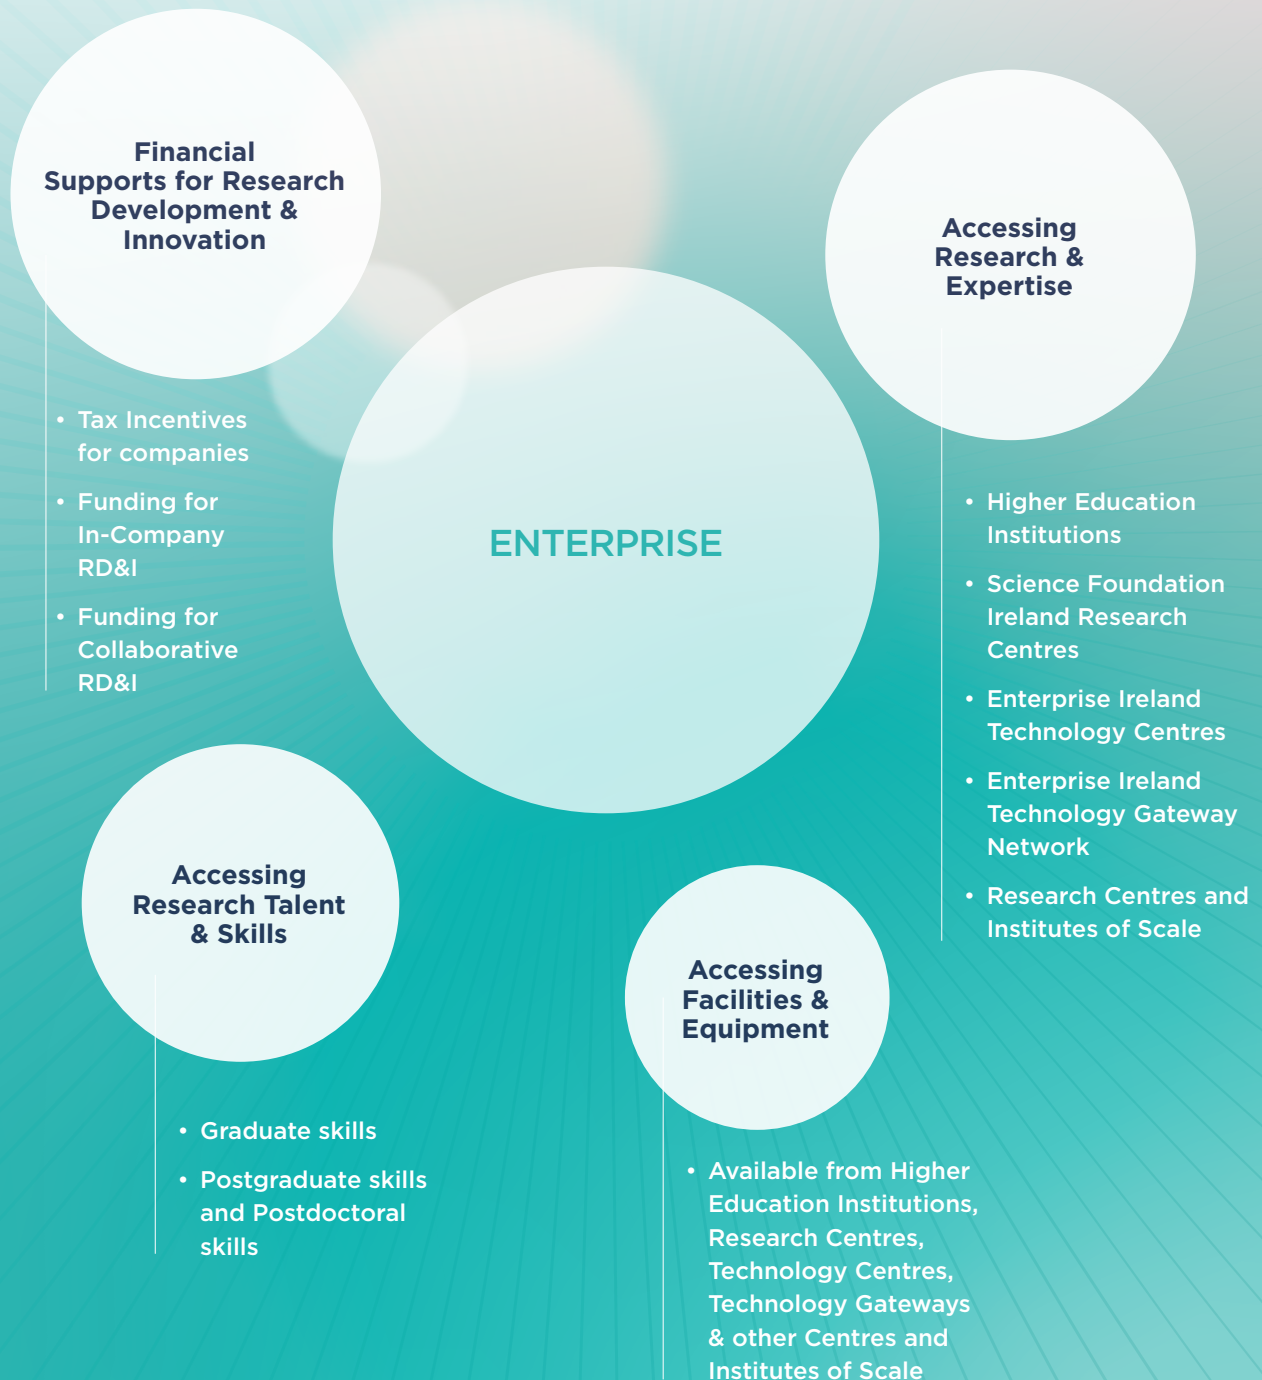 Financial
Supports for Research
Development &
Innovation
• Tax Incentives
for companies
• Funding for
In-Company
RD&I
• Funding for
Collaborative
RD&I
ENTERPRISE
Accessing
Research &
Expertise
• Higher Education
Institutions
• Science Foundation
Ireland Research
Centres
• Enterprise Ireland
Technology Centres
• Enterprise Ireland
Technology Gateway
Network
• Research Centres and
Institutes of Scale
Accessing
Research Talent
& Skills
• Graduate skills
• Postgraduate skills
and Postdoctoral
skills
Accessing
Facilities &
Equipment
• Available from Higher
Education Institutions,
Research Centres,
Technology Centres,
Technology Gateways
& other Centres and
Institutes of Scale